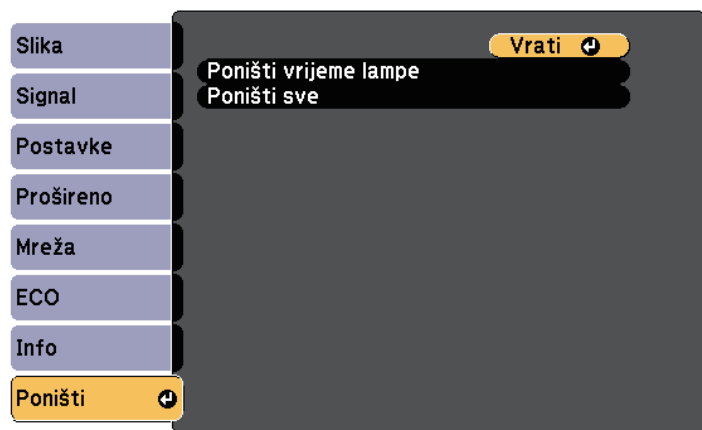 Slika
Signal
Postavke
Prošireno
Mreža
ECO
Info
Poništi
Vrati
Poništi vrijeme lampe
Poništi sve